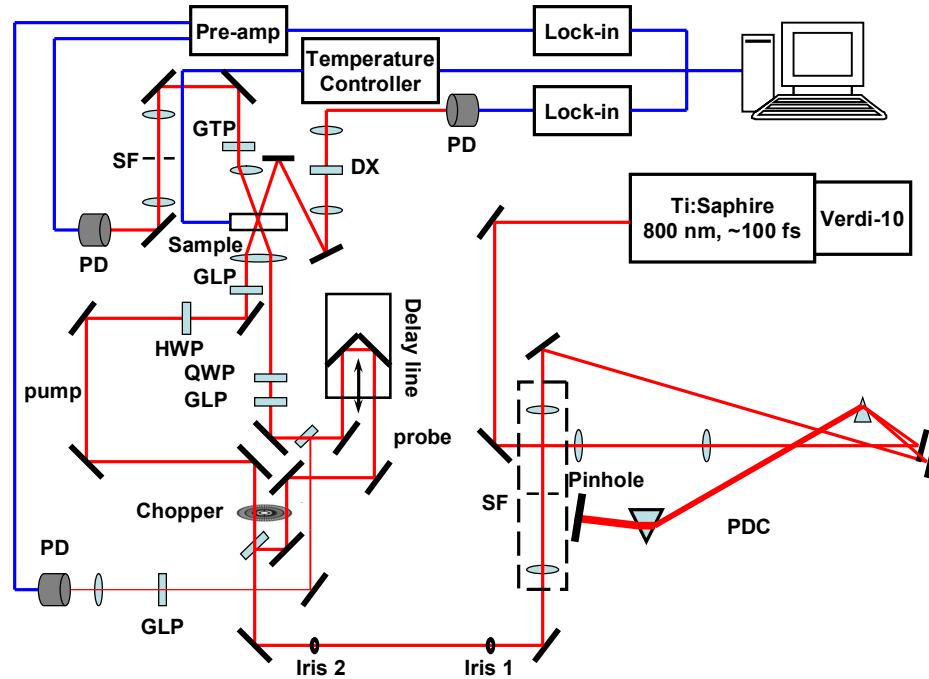 Pre-amp
Lock-in
Temperature
Controller
Lock-in
GTP
SF
DX
PD
Ti:Saphire
800 nm, ~100 fs
Verdi-10
Sample
PD
GLP
Delay line
HWP
QWP
GLP
pump
probe
Pinhole
SF
Chopper
PDC
PD
GLP
Iris 2
Iris 1